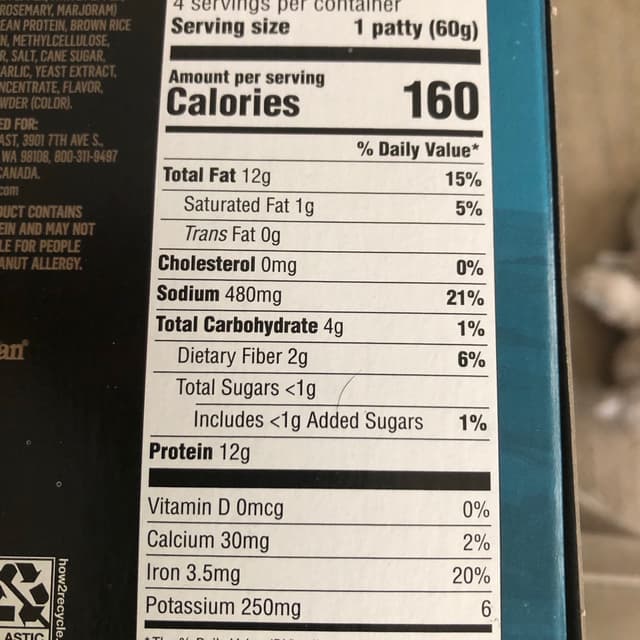 ROSEMARY, MARJORAM)
EAN PROTEIN, BROWN RICE
N, METHYLCELLULOSE,
R, SALT, CANE SUGAR,
ARLIC, YEAST EXTRACT,
NCENTRATE, FLAVOR,
WDER (COLOR).
ED FOR:
AST, 3901 7TH AVE S.,
WA 98108, 800-311-9497
CANADA.
com
DUCT CONTAINS
EIN AND MAY NOT
LE FOR PEOPLE
ANUT ALLERGY.
an®
how2recycle.
ASTIC
4 servings per container
Serving size 1 patty (60g)
Amount per serving
Calories 160
% Daily Value*
Total Fat 12g 15%
Saturated Fat 1g 5%
Trans Fat 0g
Cholesterol 0mg 0%
Sodium 480mg 21%
Total Carbohydrate 4g 1%
Dietary Fiber 2g 6%
Total Sugars <1g
Includes <1g Added Sugars 1%
Protein 12g
Vitamin D 0mcg 0%
Calcium 30mg 2%
Iron 3.5mg 20%
Potassium 250mg 6